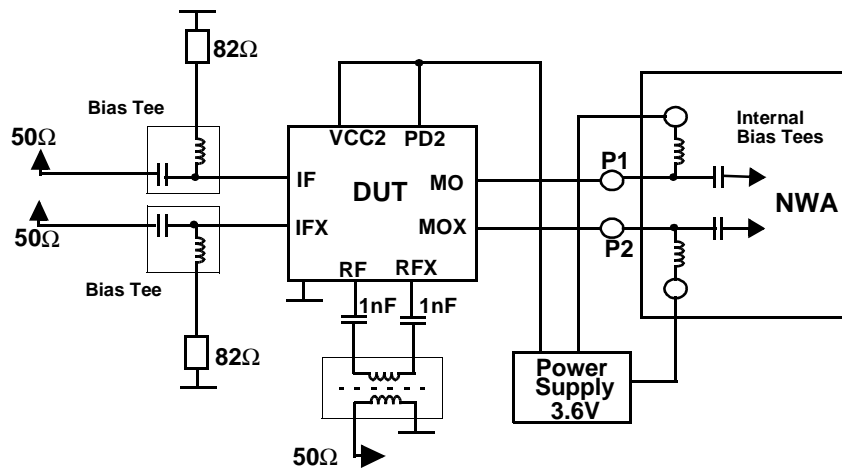 82Ω
Bias Tee
50Ω
50Ω
Bias Tee
82Ω
VCC2 PD2
IF
DUT
MO
IFX
MOX
RF RFX
1nF 1nF
50Ω
P1
P2
Internal
Bias Tees
NWA
Power
Supply
3.6V